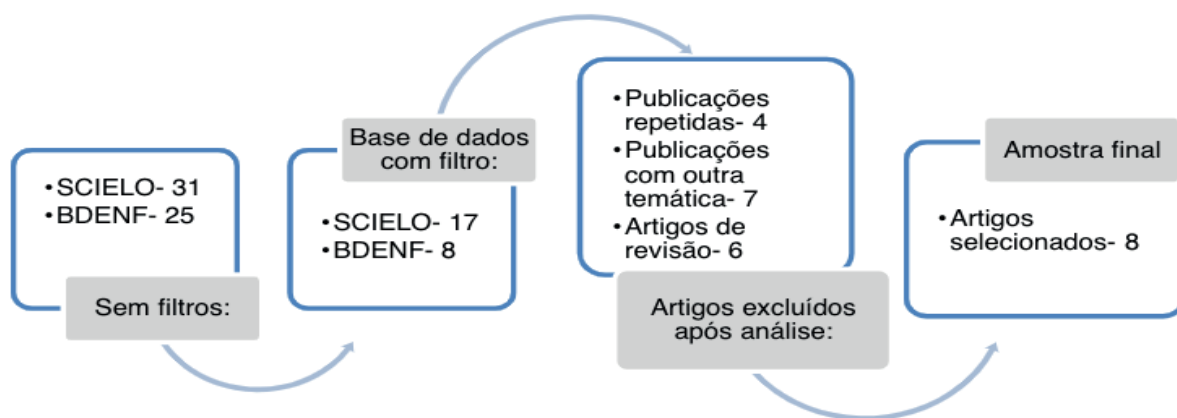 •SCIELO- 31
•BDENF- 25
Sem filtros:
Base de dados
com filtro:
•SCIELO- 17
•BDENF- 8
•Publicações
repetidas- 4
•Publicações
com outra
temática- 7
•Artigos de
revisão- 6
Artigos excluídos
após análise:
Amostra final
•Artigos
selecionados- 8